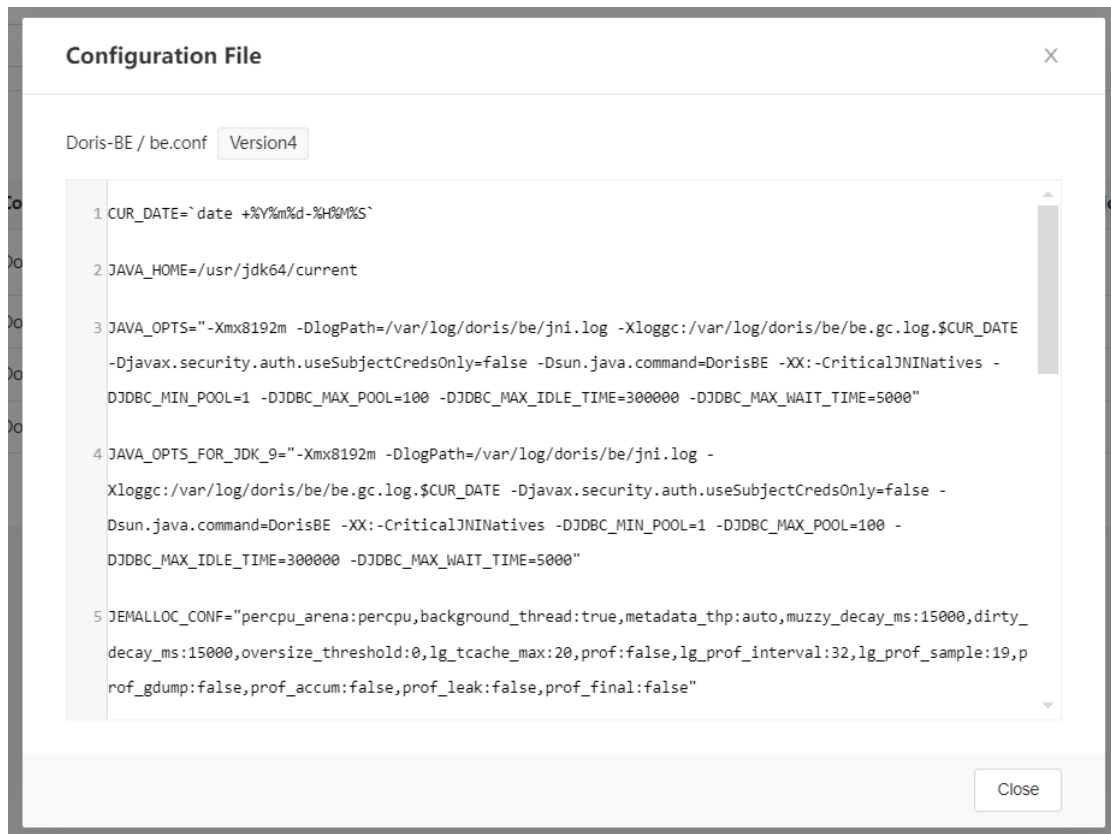 Configuration File
Doris-BE / be.conf Version4
1 CUR_DATE=`date +%Y%m%d-%H%M%S`
2 JAVA_HOME=/usr/jdk64/current
3 JAVA_OPTS="-Xmx8192m -DlogPath=/var/log/doris/be/jni.log -Xloggc:/var/log/doris/be/be.gc.log.$CUR_DATE
-Djavax.security.auth.useSubjectCredsOnly=false -Dsun.java.command=DorisBE -XX:-CriticalJNINatives -
DJDBC_MIN_POOL=1 -DJDBC_MAX_POOL=100 -DJDBC_MAX_IDLE_TIME=300000 -DJDBC_MAX_WAIT_TIME=5000"
4 JAVA_OPTS_FOR_JDK_9="-Xmx8192m -DlogPath=/var/log/doris/be/jni.log -
Xloggc:/var/log/doris/be/be.gc.log.$CUR_DATE -Djavax.security.auth.useSubjectCredsOnly=false -
Dsun.java.command=DorisBE -XX:-CriticalJNINatives -DJDBC_MIN_POOL=1 -DJDBC_MAX_POOL=100 -
DJDBC_MAX_IDLE_TIME=300000 -DJDBC_MAX_WAIT_TIME=5000"
5 JEMALLOC_CONF="percpu_arena:percpu,background_thread:true,metadata_thp:auto,muzzy_decay_ms:15000,dirty_
decay_ms:15000,oversize_threshold:0,lg_tcache_max:20,prof:false,lg_prof_interval:32,lg_prof_sample:19,p
rof_gdump:false,prof_accum:false,prof_leak:false,prof_final:false"
Close